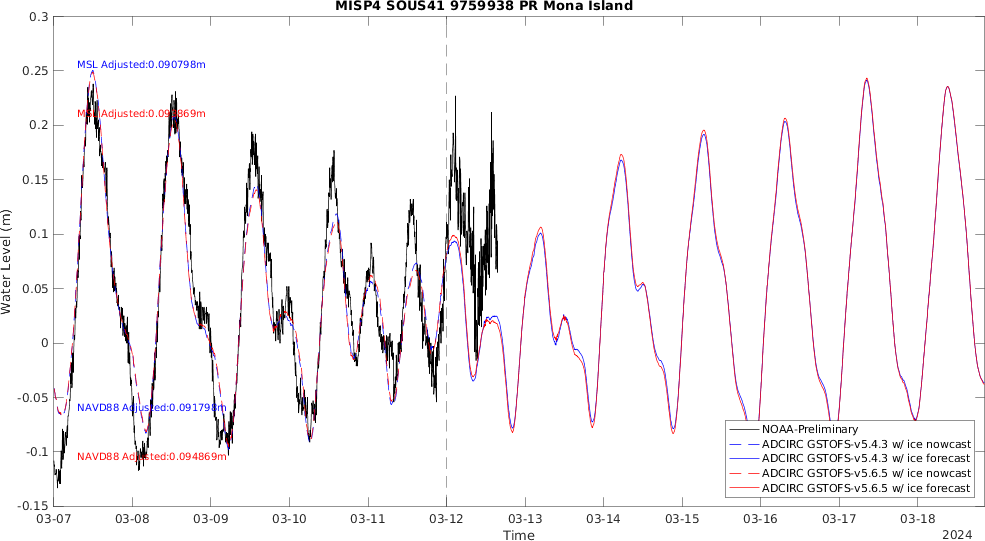 MISP4 SOUS41 9759938 PR Mona Island
0.3
0.25
0.2
0.15
0.1
0.05
0
-0.05
-0.1
-0.15
Water Level (m)
MSL Adjusted:0.090798m
Adjusted:
NAVD88 Adjusted:0.091798m
NAVD88 Adjusted:0.094869m
NOAA-Preliminary
ADCIRC GSTOFS-v5.4.3 w/ ice nowcast
ADCIRC GSTOFS-v5.4.3 w/ ice forecast
ADCIRC GSTOFS-v5.6.5 w/ ice nowcast
ADCIRC GSTOFS-v5.6.5 w/ ice forecast
03-07 03-08 03-09 03-10 03-11 03-12 03-13 03-14 03-15 03-16 03-17 03-18
Time
2024